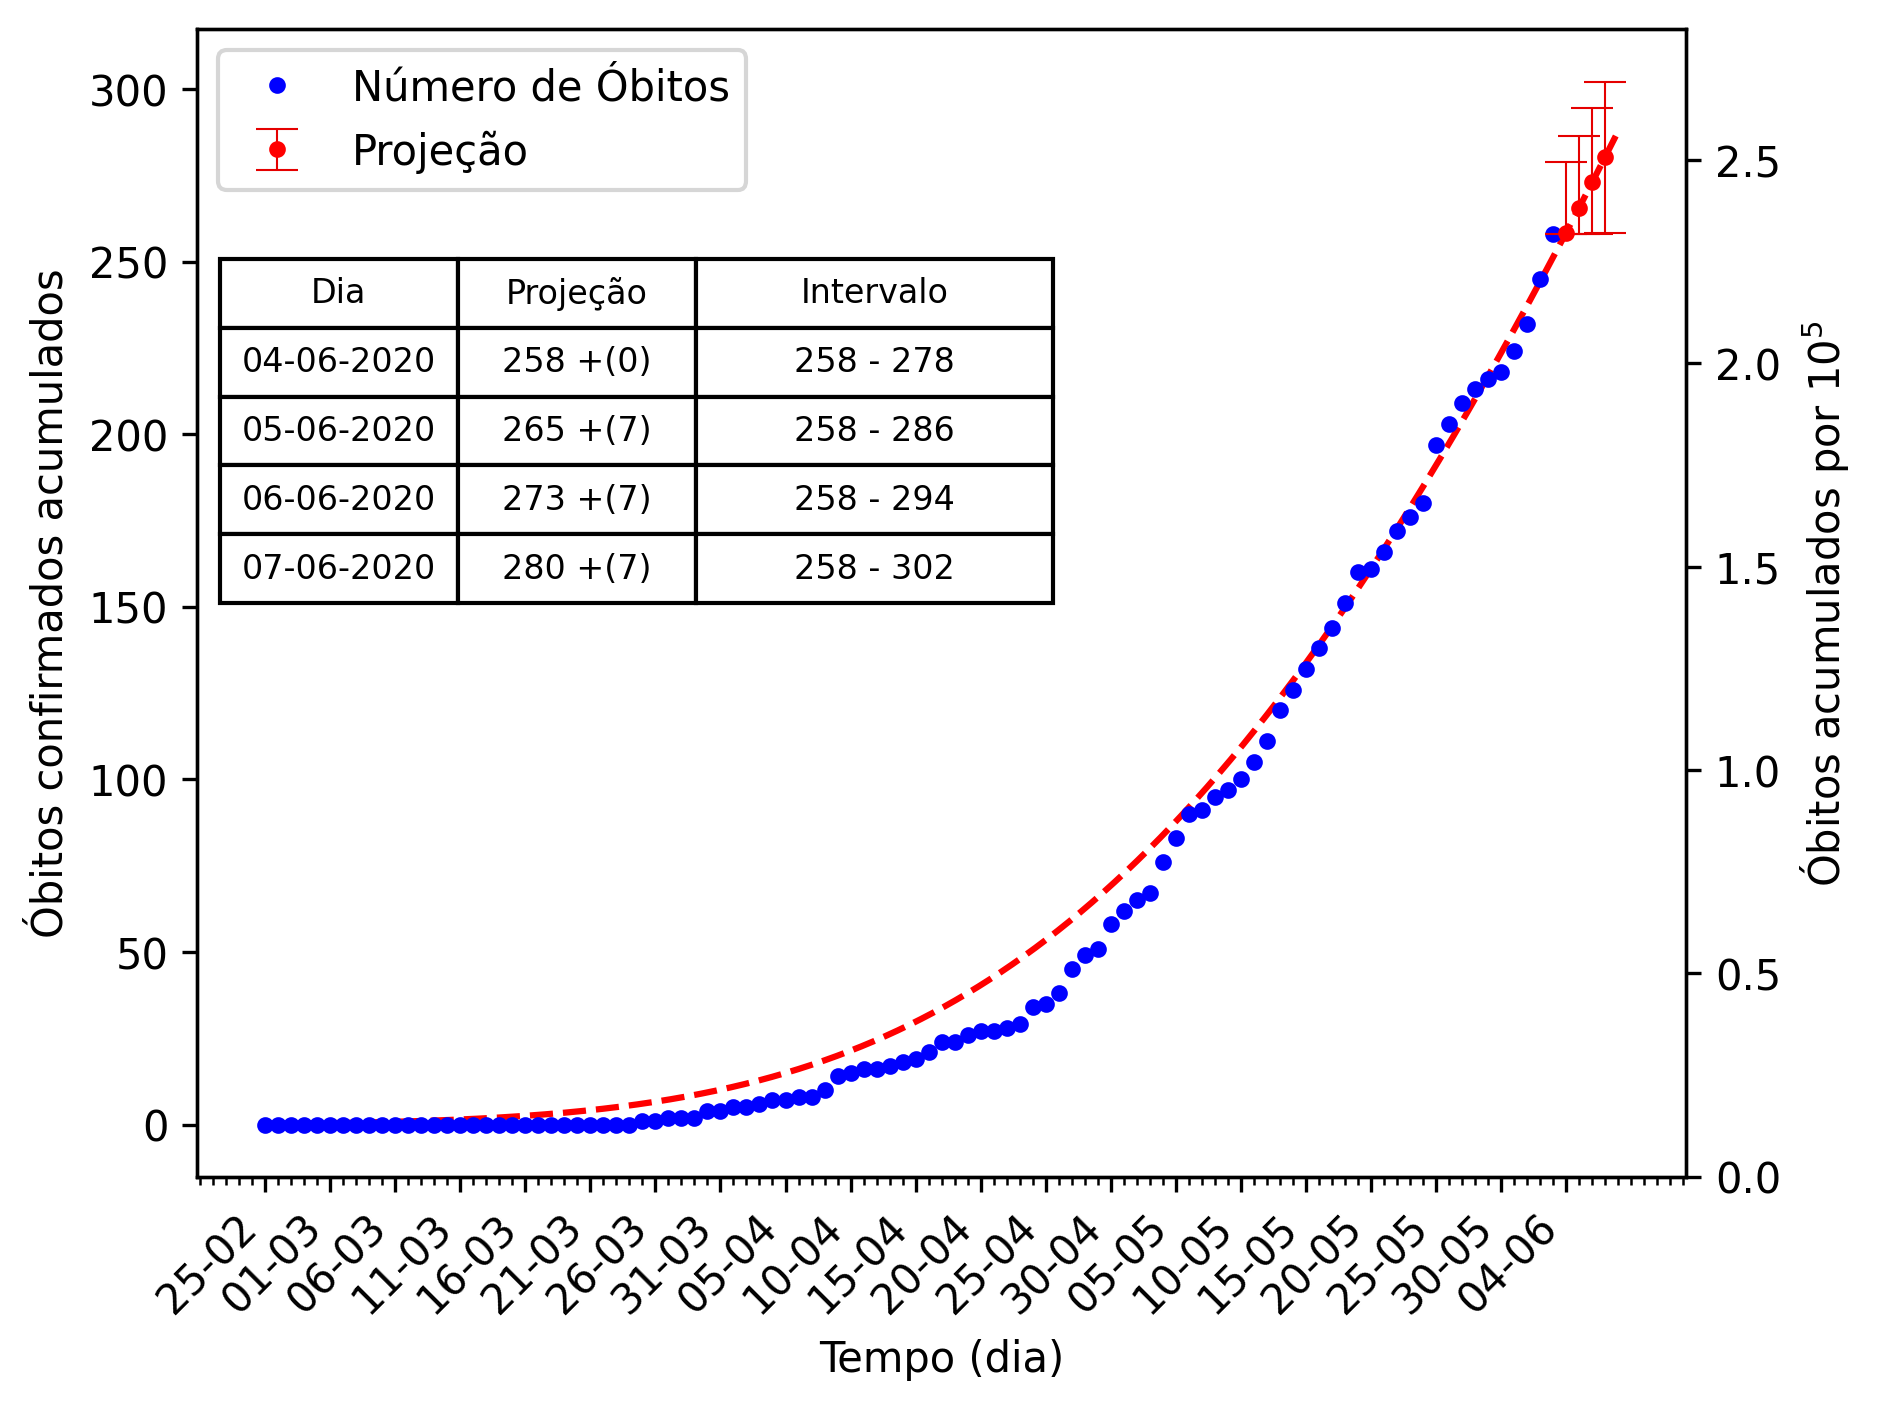 Número de Óbitos
Projeção
Dia Projeção Intervalo
04-06-2020 258 +(0) 258 - 278
05-06-2020 265 +(7) 258 - 286
06-06-2020 273 +(7) 258 - 294
07-06-2020 280 +(7) 258 - 302
Óbitos confirmados acumulados
300
250
200
150
100
50
0
2.5
2.0
1.5
1.0
0.5
0.0
Óbitos acumulados por 10⁵
25-02 01-03 06-03 11-03 16-03 21-03 26-03 31-03 05-04 10-04 15-04 20-04 25-04 30-04 05-05 10-05 15-05 20-05 25-05 30-05 04-06
Tempo (dia)